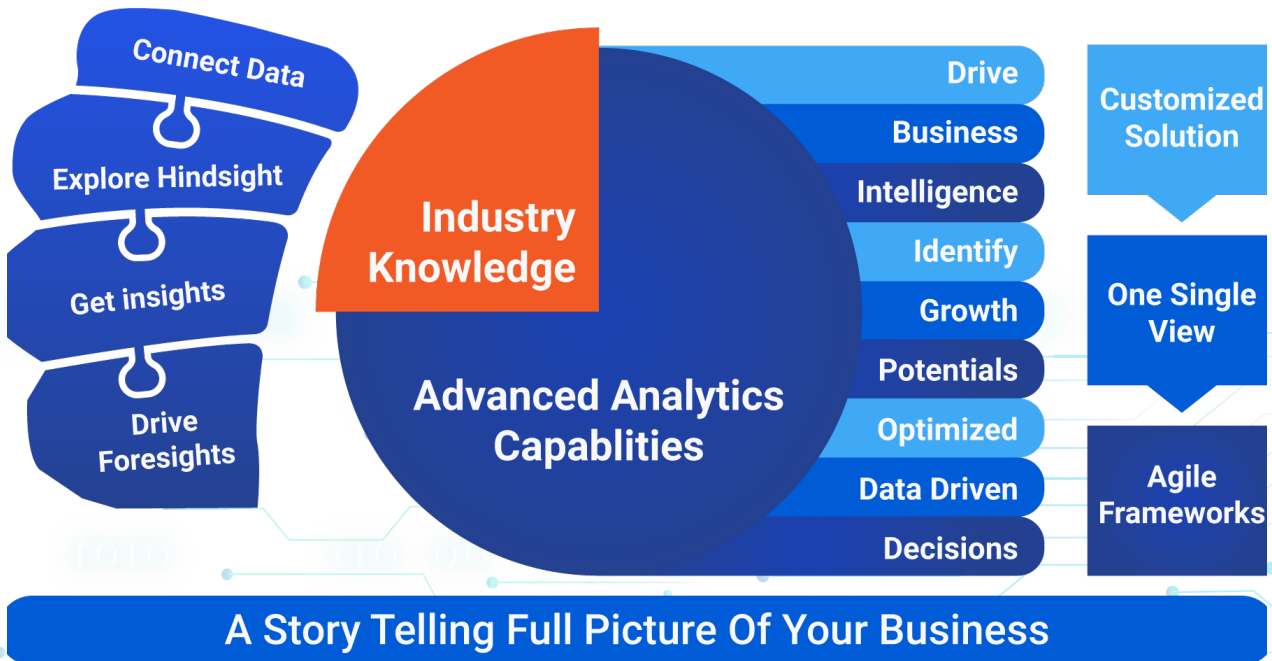 Connect Data
Explore Hindsight
Get insights
Drive
Foresights
Industry
Knowledge
Advanced Analytics
Capablities
Drive
Business
Intelligence
Identify
Growth
Potentials
Optimized
Data Driven
Decisions
Customized
Solution
One Single
View
Agile
Frameworks
A Story Telling Full Picture Of Your Business